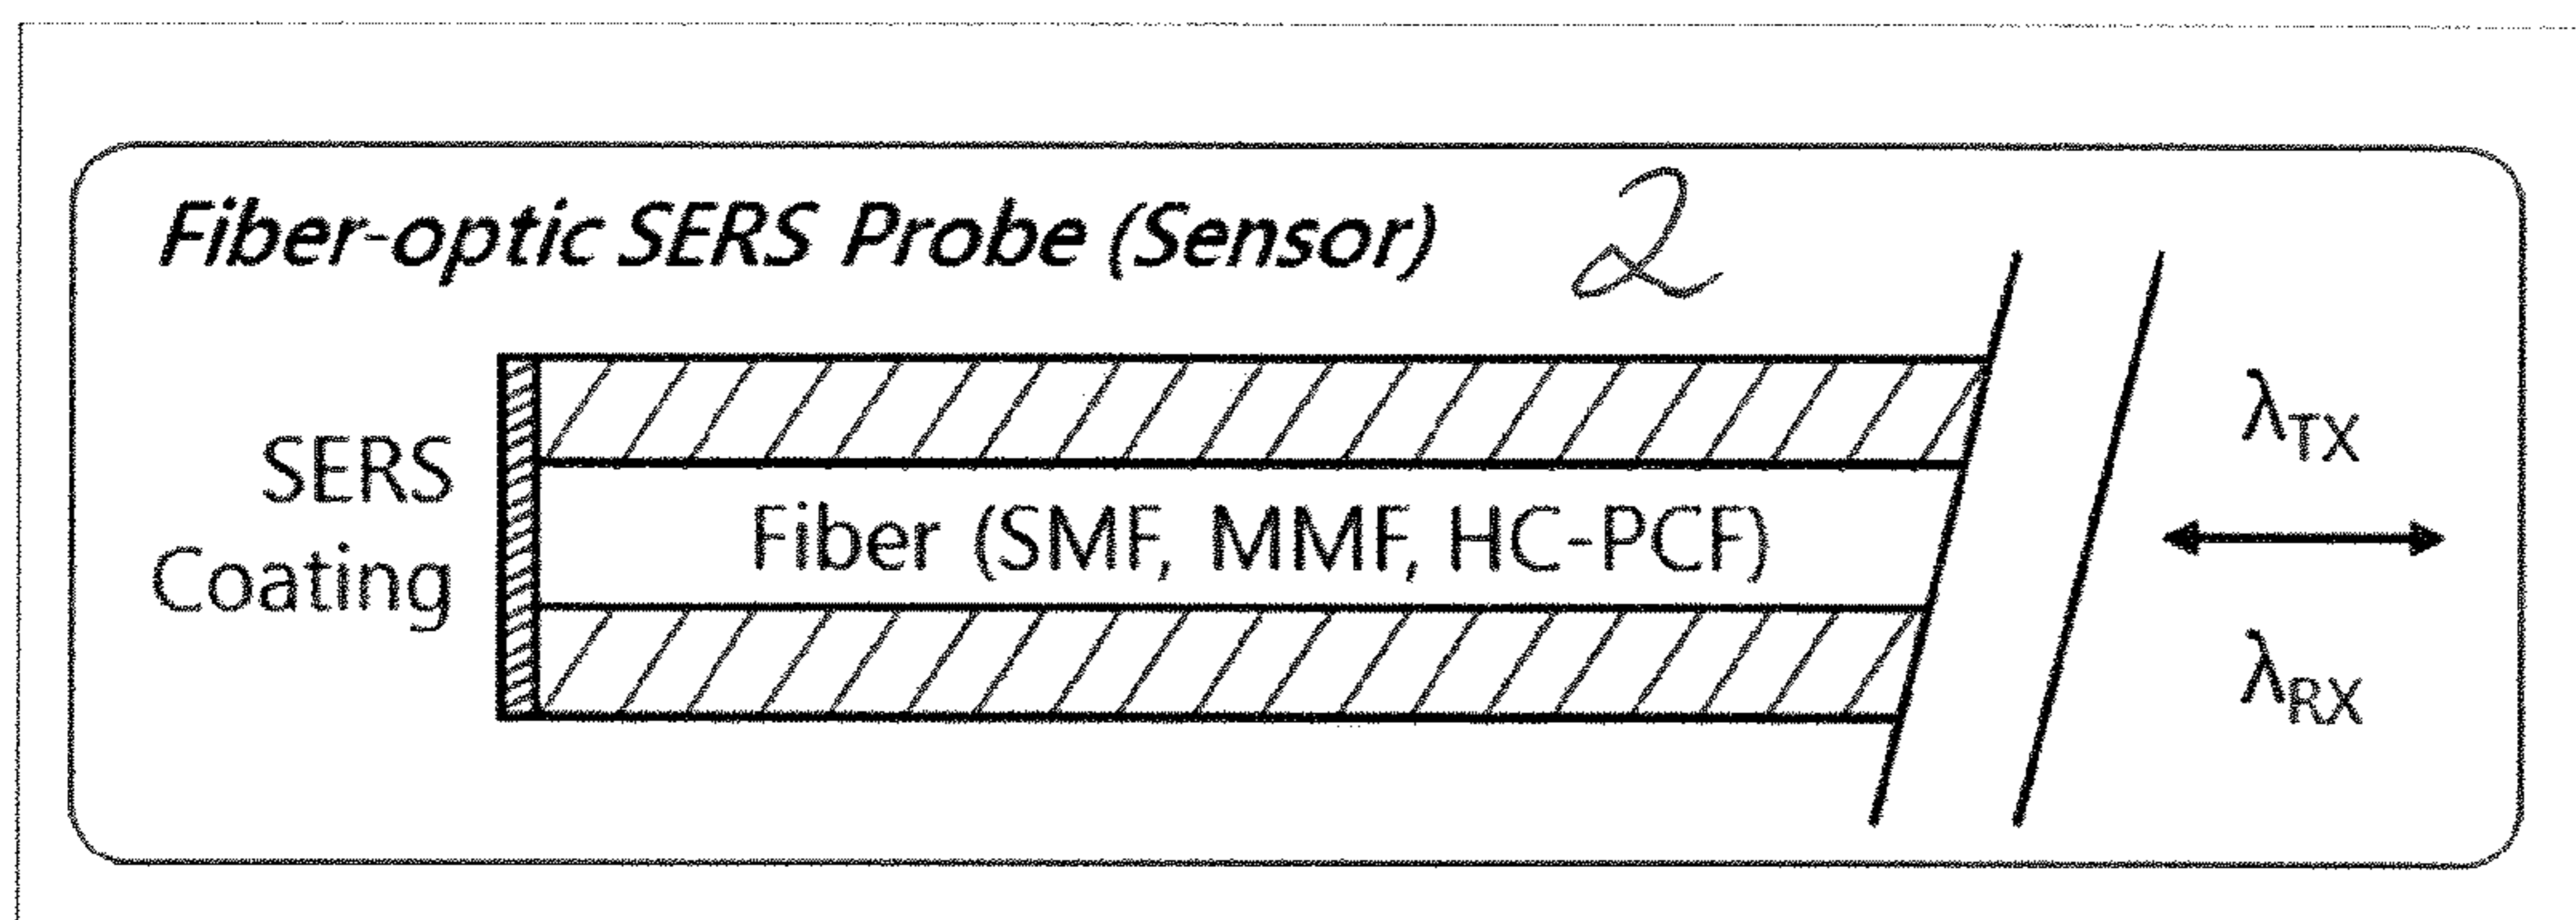 Fiber-optic SERS Probe (Sensor) 2
SERS
Coating
Fiber (SMF, MMF, HC-PCF)
λTX
λRX